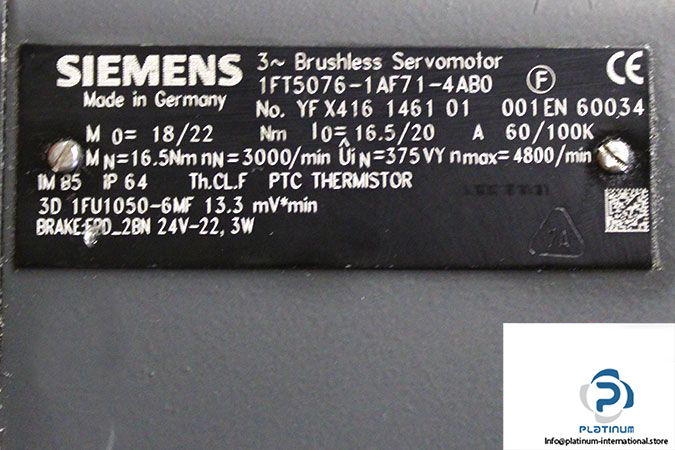 SIEMENS
Made in Germany
3~ Brushless Servomotor
1FT5076-1AF71-4AB0 F CE
No. YF X416 1461 01 001 EN 60034
M 0= 18/22 Nm I0= 16.5/20 A 60/100K
MN=16.5Nm nN=3000/min ÛiN=375VY nmax=4800/min
IM B5 IP 64 Th.CL.F PTC THERMISTOR
3D 1FU1050-6MF 13.3 mV*min
BRAKE: 2BN 24V-22,3W
PLATINUM
Info@platinum-international.store